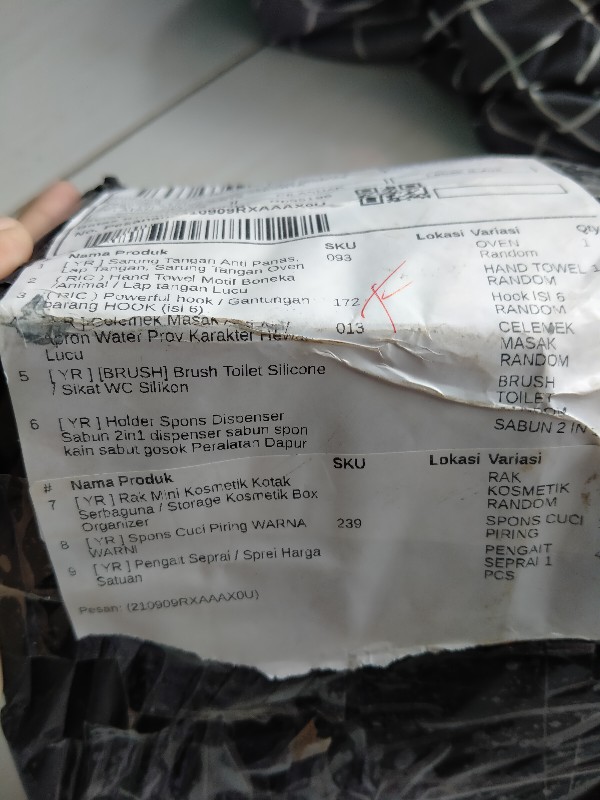 210909RXAAAX0U
Nama Produk SKU Lokasi Variasi Qty
1 [ YR ] Sarung Tangan Anti Panas, 093 OVEN 1
Lap Tangan, Sarung Tangan Oven Random
2 ( RIC ) Hand Towel Motif Boneka HAND TOWEL 1
/Animal / Lap tangan Lucu RANDOM
3 ( RIC ) Powerful hook / Gantungan 172 Hook ISI 6
barang HOOK (isi 6) RANDOM
Celemek Masak 013 CELEMEK
Water Prov Karakter MASAK
Lucu RANDOM
5 [ YR ] [BRUSH] Brush Toilet Silicone BRUSH
/ Sikat WC Silikon TOILET
6 [ YR ] Holder Spons Dispenser SABUN 2 IN
Sabun 2in1 dispenser sabun spon
kain sabut gosok Peralatan Dapur
# Nama Produk SKU Lokasi Variasi
7 [ YR ] Rak Mini Kosmetik Kotak RAK
Serbaguna / Storage Kosmetik Box KOSMETIK
Organizer RANDOM
8 [ YR ] Spons Cuci Piring WARNA 239 SPONS CUCI
WARNI PIRING
9 [ YR ] Pengait Seprai / Sprei Harga PENGAIT
Satuan SEPRAI 1
PCS
Pesan: (210909RXAAAX0U)